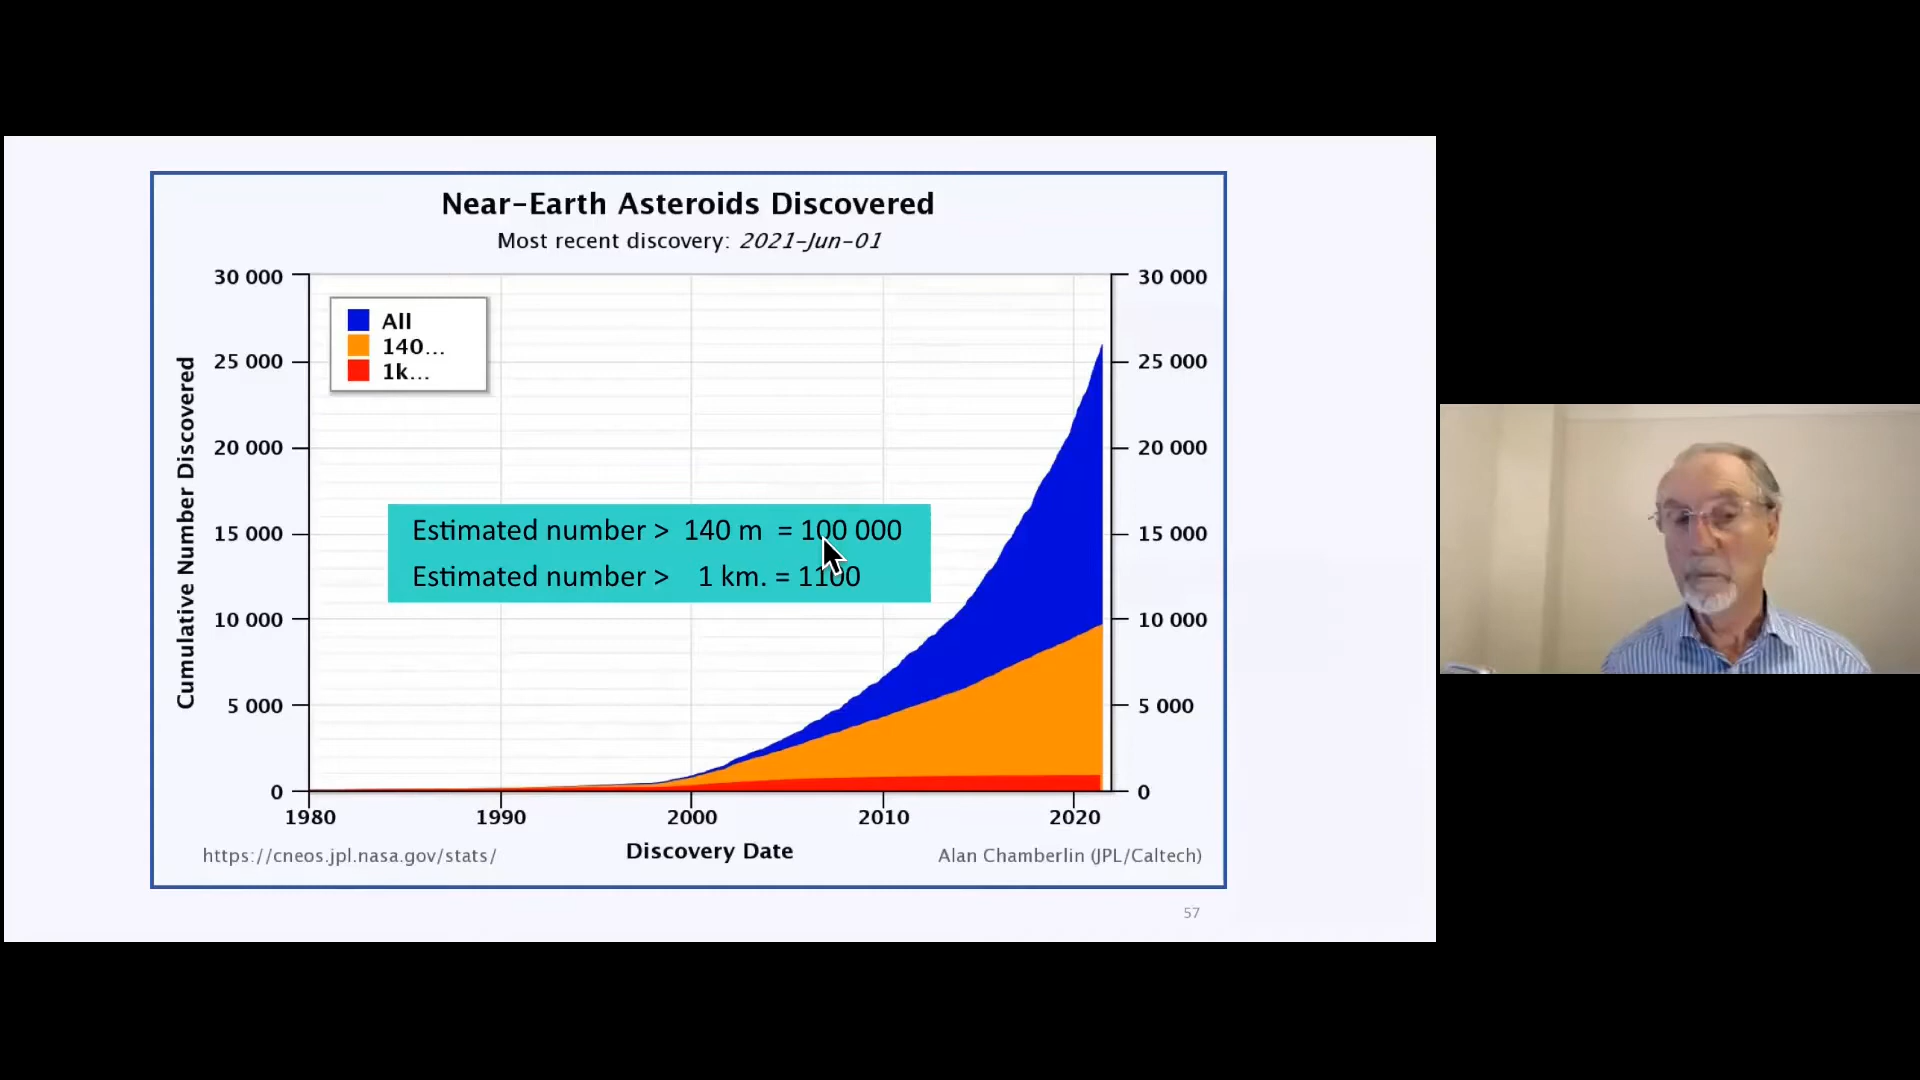 Near-Earth Asteroids Discovered
Most recent discovery: 2021-Jun-01
30 000
25 000
20 000
15 000
10 000
5 000
0
Cumulative Number Discovered
All
140...
1k...
Estimated number > 140 m = 100 000
Estimated number > 1 km. = 1100
30 000
25 000
20 000
15 000
10 000
5 000
0
1980 1990 2000 2010 2020
Discovery Date
https://cneos.jpl.nasa.gov/stats/
Alan Chamberlin (JPL/Caltech)
57